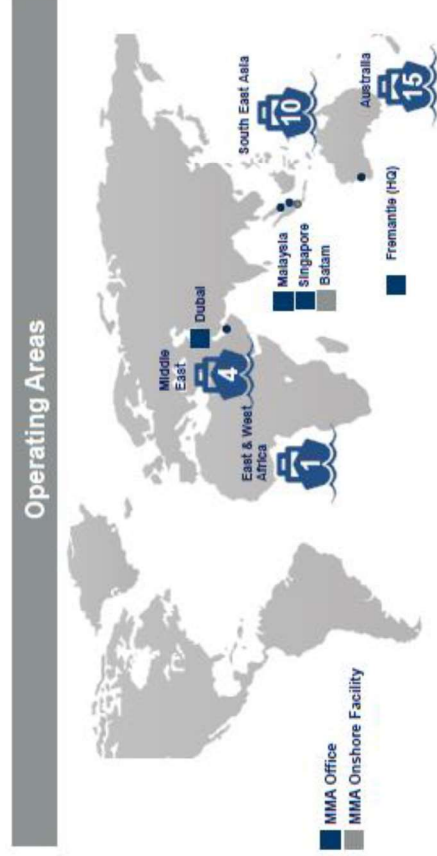 Operating Areas
South East Asia
10
Australia
15
Middle
East
4
Dubai
Malaysia
Singapore
Batam
Fremantle (HQ)
East & West
Africa
1
MMA Office
MMA Onshore Facility